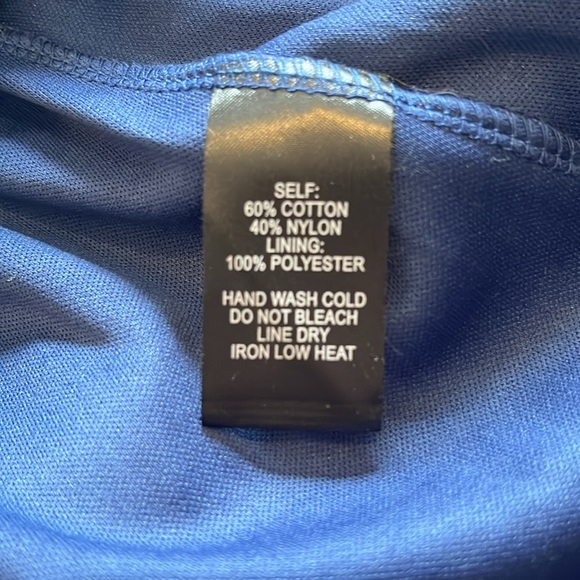 SELF:
60% COTTON
40% NYLON
LINING:
100% POLYESTER
HAND WASH COLD
DO NOT BLEACH
LINE DRY
IRON LOW HEAT